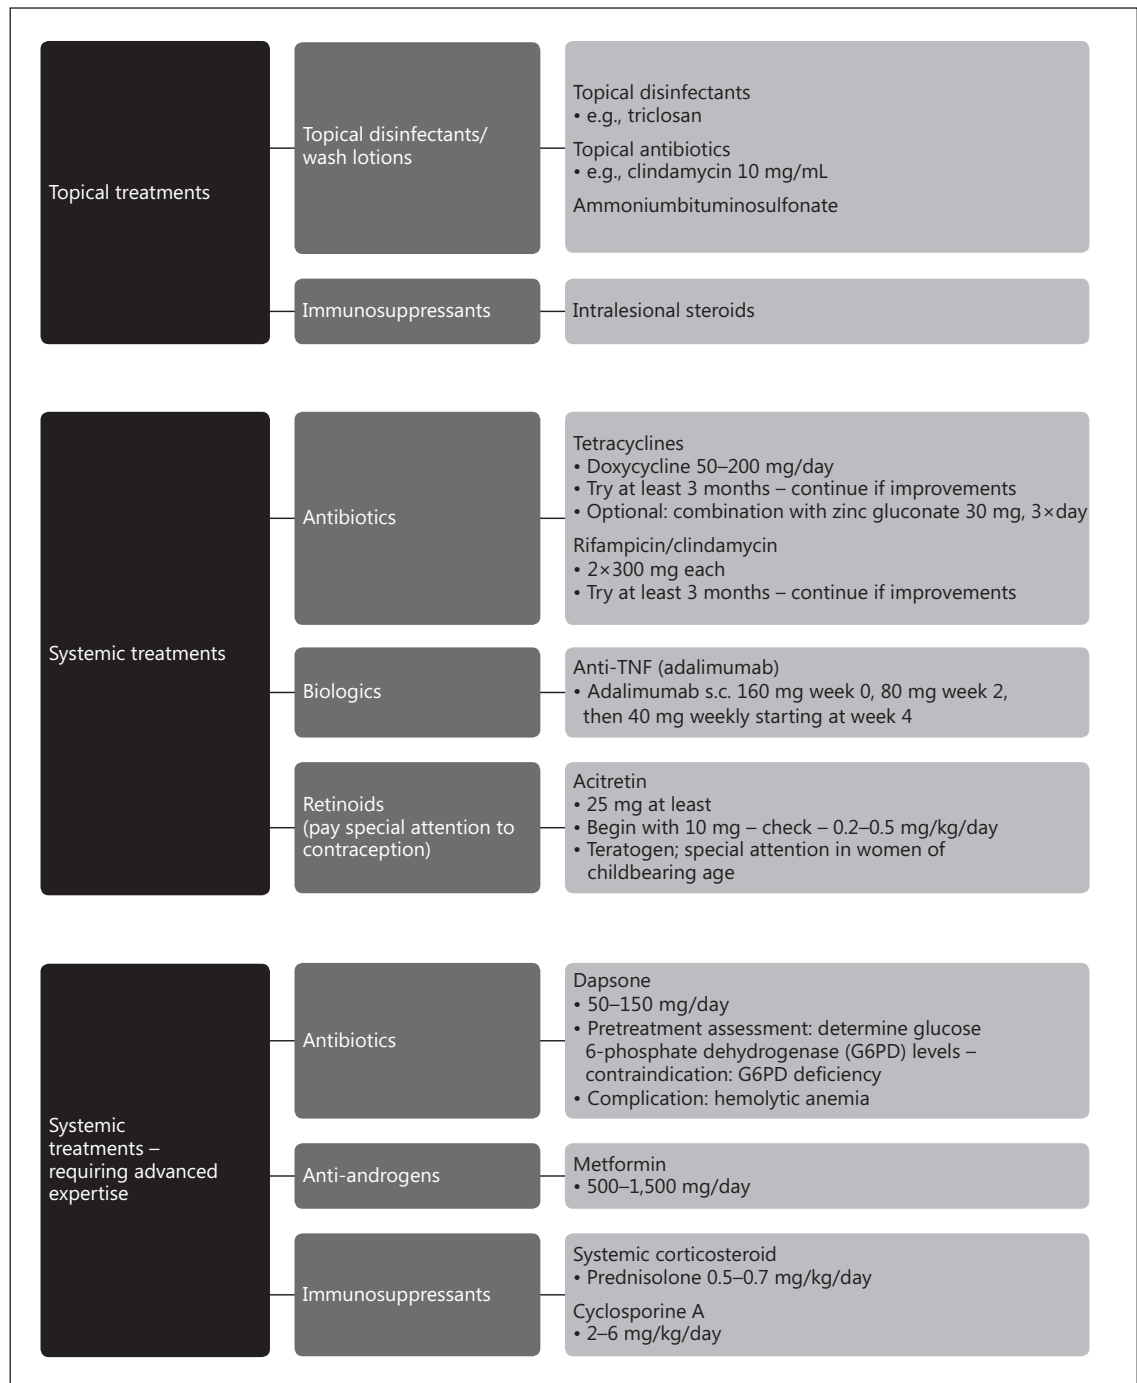 Topical treatments
Topical disinfectants/
wash lotions
Topical disinfectants
• e.g., triclosan
Topical antibiotics
• e.g., clindamycin 10 mg/mL
Ammoniumbituminosulfonate
Immunosuppressants
Intralesional steroids
Systemic treatments
Antibiotics
Tetracyclines
• Doxycycline 50–200 mg/day
• Try at least 3 months – continue if improvements
• Optional: combination with zinc gluconate 30 mg, 3×day
Rifampicin/clindamycin
• 2×300 mg each
• Try at least 3 months – continue if improvements
Biologics
Anti-TNF (adalimumab)
• Adalimumab s.c. 160 mg week 0, 80 mg week 2,
then 40 mg weekly starting at week 4
Retinoids
(pay special attention to
contraception)
Acitretin
• 25 mg at least
• Begin with 10 mg – check – 0.2–0.5 mg/kg/day
• Teratogen; special attention in women of
childbearing age
Systemic
treatments –
requiring advanced
expertise
Antibiotics
Dapsone
• 50–150 mg/day
• Pretreatment assessment: determine glucose
6-phosphate dehydrogenase (G6PD) levels –
contraindication: G6PD deficiency
• Complication: hemolytic anemia
Anti-androgens
Metformin
• 500–1,500 mg/day
Immunosuppressants
Systemic corticosteroid
• Prednisolone 0.5–0.7 mg/kg/day
Cyclosporine A
• 2–6 mg/kg/day